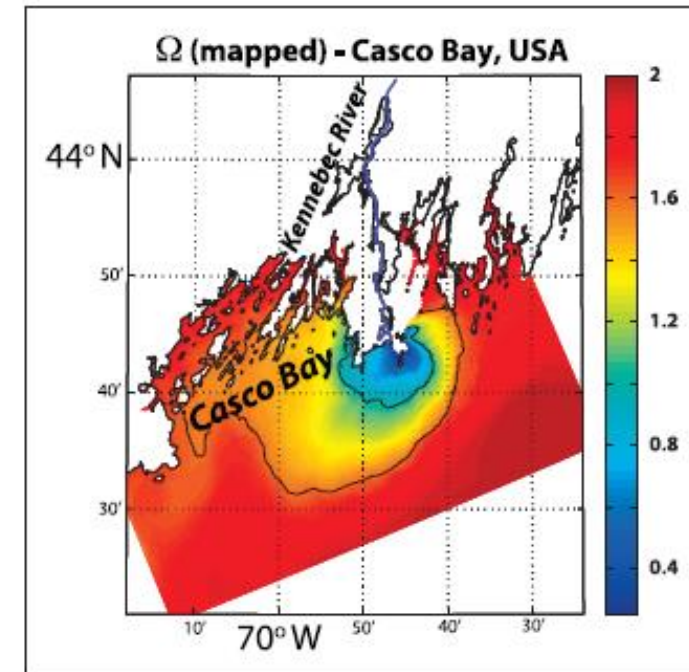 Ω (mapped) - Casco Bay, USA
Kennebec River
44° N
50'
40'
30'
Casco Bay
10'
70° W
50'
40'
30'
2
1.6
1.2
0.8
0.4